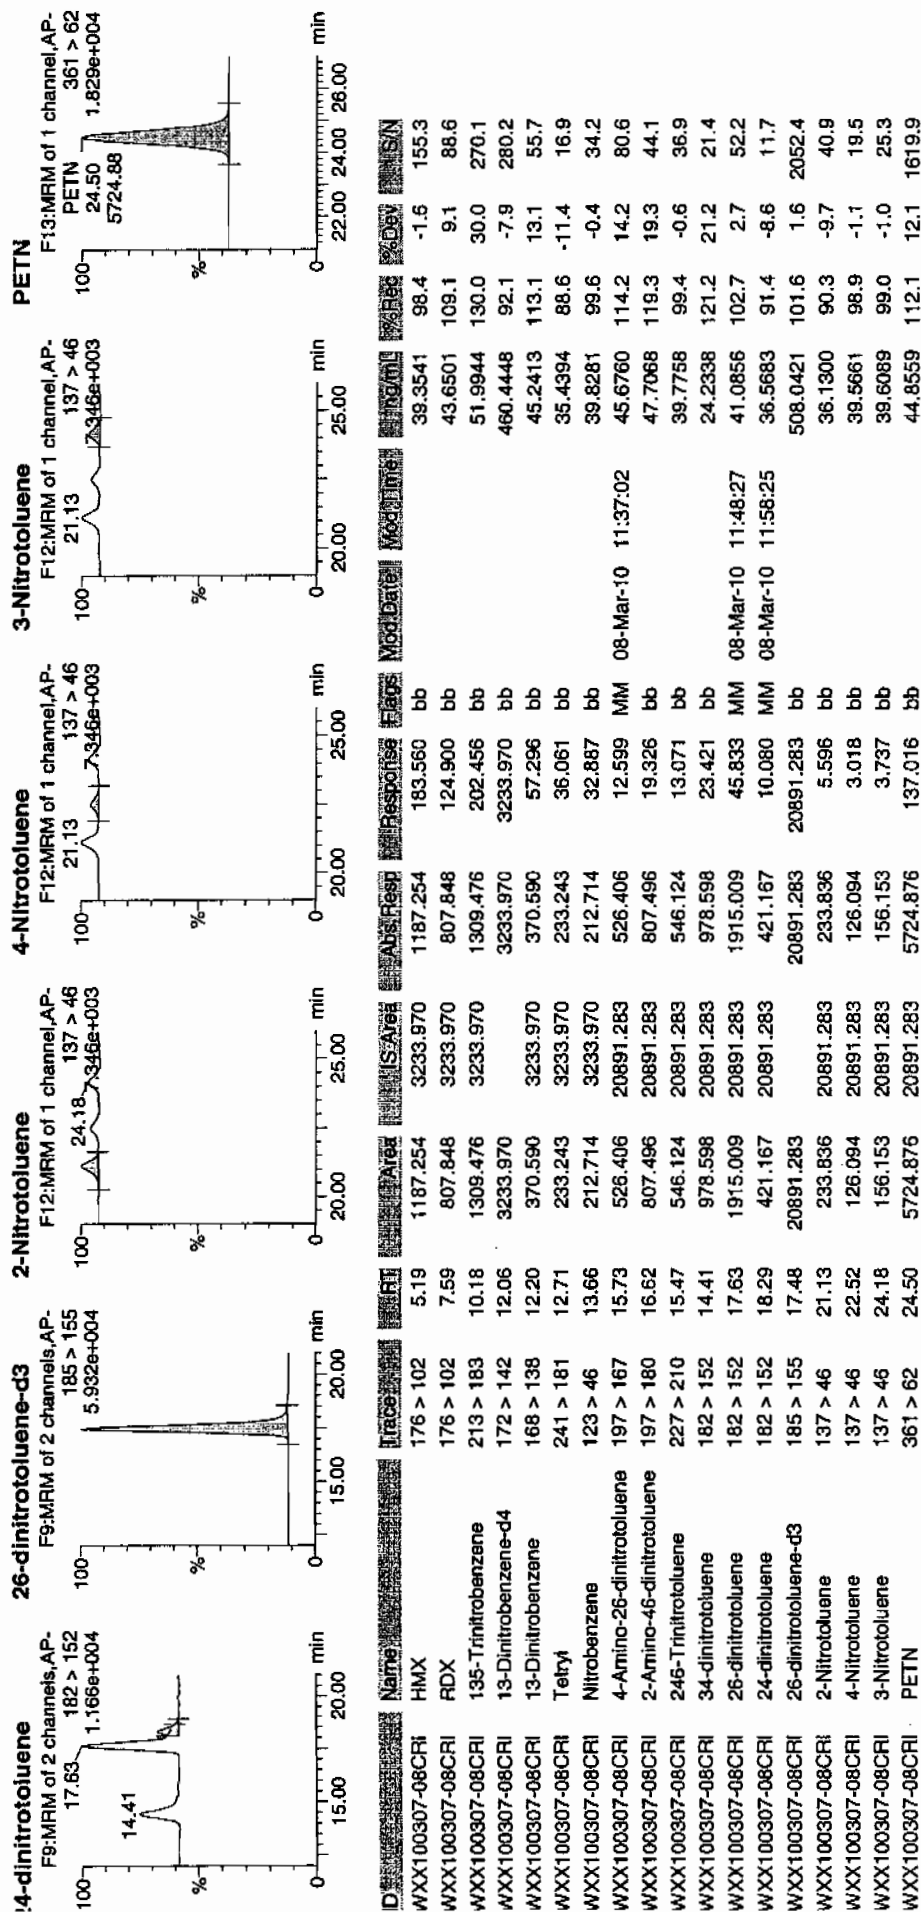 24-dinitrotoluene
F9:MRM of 2 channels,AP-
182 > 152
1.166e+004
17.63
14.41
100
%
0
15.00
20.00
min
26-dinitrotoluene-d3
F9:MRM of 2 channels,AP-
185 > 155
5.932e+004
100
%
0
15.00
20.00
min
2-Nitrotoluene
F12:MRM of 1 channel,AP-
137 > 46
7.346e+003
24.18
100
%
0
20.00
25.00
min
4-Nitrotoluene
F12:MRM of 1 channel,AP-
137 > 46
7.346e+003
21.13
100
%
0
20.00
25.00
min
3-Nitrotoluene
F12:MRM of 1 channel,AP-
137 > 46
7.346e+003
21.13
100
%
0
20.00
25.00
min
PETN
F13:MRM of 1 channel,AP-
PETN 361 > 62
24.50 1.829e+004
5724.88
100
%
0
22.00
24.00
26.00
min
ID Name Trace RT Area IS Area Abs.Resp Response Flags Mod.Date Mod.Time ng/mL %Rec %Dev S/N
WXX100307-08CRI HMX 176 > 102 5.19 1187.254 3233.970 1187.254 183.560 bb 39.3541 98.4 -1.6 155.3
WXX100307-08CRI RDX 176 > 102 7.59 807.848 3233.970 807.848 124.900 bb 43.6501 109.1 9.1 88.6
WXX100307-08CRI 135-Trinitrobenzene 213 > 183 10.18 1309.476 3233.970 1309.476 202.456 bb 51.9944 130.0 30.0 270.1
WXX100307-08CRI 13-Dinitrobenzene-d4 172 > 142 12.06 3233.970 3233.970 3233.970 bb 460.4448 92.1 -7.9 280.2
WXX100307-08CRI 13-Dinitrobenzene 168 > 138 12.20 370.590 3233.970 370.590 57.296 bb 45.2413 113.1 13.1 55.7
WXX100307-08CRI Tetryl 241 > 181 12.71 233.243 3233.970 233.243 36.061 bb 35.4394 88.6 -11.4 16.9
WXX100307-08CRI Nitrobenzene 123 > 46 13.66 212.714 3233.970 212.714 32.887 bb 39.8281 99.6 -0.4 34.2
WXX100307-08CRI 4-Amino-26-dinitrotoluene 197 > 167 15.73 526.406 20891.283 526.406 12.599 MM 08-Mar-10 11:37:02 45.6760 114.2 14.2 80.6
WXX100307-08CRI 2-Amino-46-dinitrotoluene 197 > 180 16.62 807.496 20891.283 807.496 19.326 bb 47.7068 119.3 19.3 44.1
WXX100307-08CRI 246-Trinitrotoluene 227 > 210 15.47 546.124 20891.283 546.124 13.071 bb 39.7758 99.4 -0.6 36.9
WXX100307-08CRI 34-dinitrotoluene 182 > 152 14.41 978.598 20891.283 978.598 23.421 bb 24.2338 121.2 21.2 21.4
WXX100307-08CRI 26-dinitrotoluene 182 > 152 17.63 1915.009 20891.283 1915.009 45.833 MM 08-Mar-10 11:48:27 41.0856 102.7 2.7 52.2
WXX100307-08CRI 24-dinitrotoluene 182 > 152 18.29 421.167 20891.283 421.167 10.080 MM 08-Mar-10 11:58:25 36.5683 91.4 -8.6 11.7
WXX100307-08CRI 26-dinitrotoluene-d3 185 > 155 17.48 20891.283 20891.283 20891.283 bb 508.0421 101.6 1.6 2052.4
WXX100307-08CRI 2-Nitrotoluene 137 > 46 21.13 233.836 20891.283 233.836 5.596 bb 36.1300 90.3 -9.7 40.9
WXX100307-08CRI 4-Nitrotoluene 137 > 46 22.52 126.094 20891.283 126.094 3.018 bb 39.5661 98.9 -1.1 19.5
WXX100307-08CRI 3-Nitrotoluene 137 > 46 24.18 156.153 20891.283 156.153 3.737 bb 39.6089 99.0 -1.0 25.3
WXX100307-08CRI PETN 361 > 62 24.50 5724.876 20891.283 5724.876 137.016 bb 44.8559 112.1 12.1 1619.9